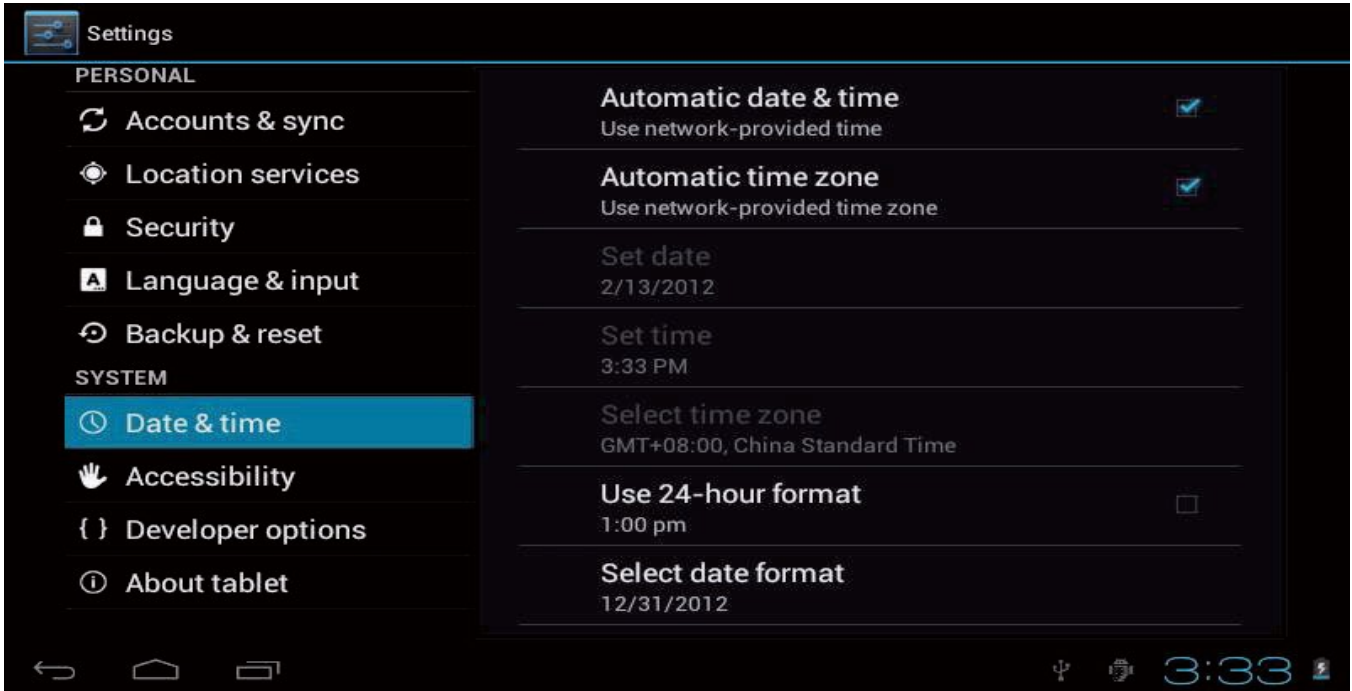 Settings
PERSONAL
Accounts & sync
Location services
Security
Language & input
Backup & reset
SYSTEM
Date & time
Accessibility
{ } Developer options
About tablet
Automatic date & time
Use network-provided time
Automatic time zone
Use network-provided time zone
Set date
2/13/2012
Set time
3:33 PM
Select time zone
GMT+08:00, China Standard Time
Use 24-hour format
1:00 pm
Select date format
12/31/2012
3:33